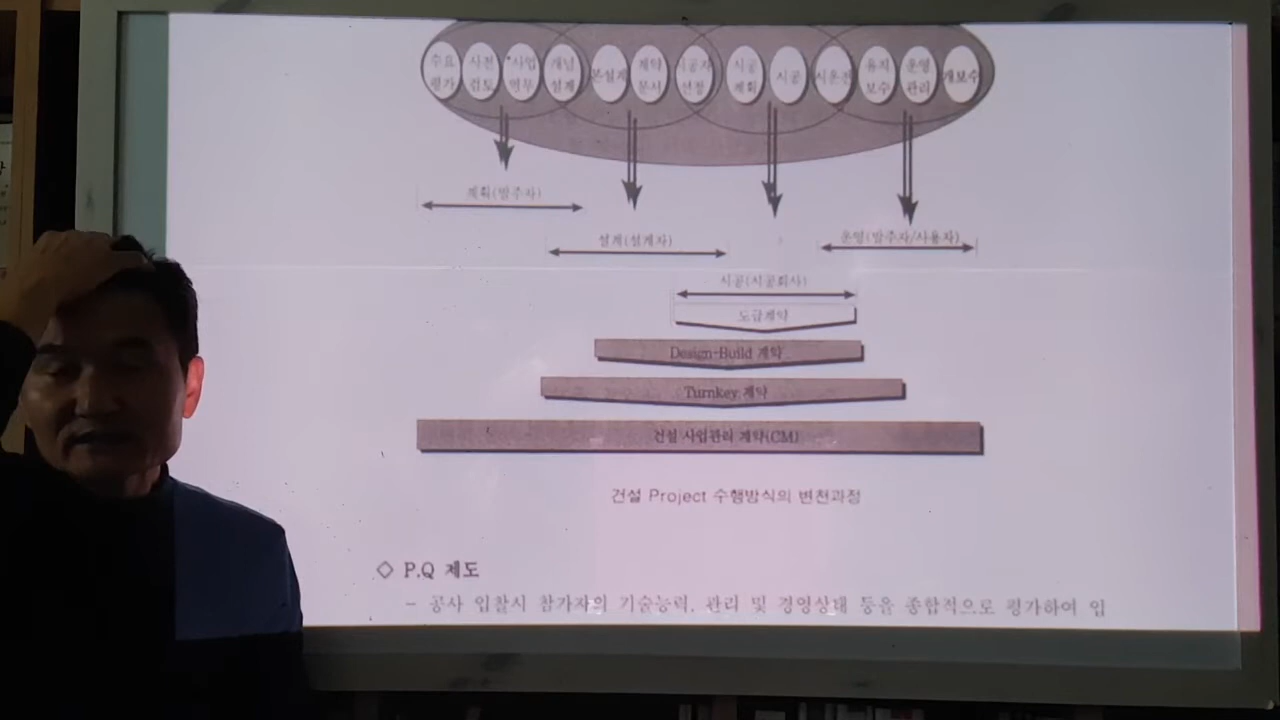 수요 평가
사전 검토
사업 업무
개념 설계
본설계
계약 문서
시공자 선정
시공 계획
시공
시운전
유지 보수
운영 관리
개보수
계획(발주자)
설계(설계자)
운영(발주자/사용자)
시공(시공회사)
도급계약
Design-Build 계약
Turnkey 계약
건설 사업관리 계약(CM)
건설 Project 수행방식의 변천과정
◇ P.Q 제도
- 공사 입찰시 참가자의 기술능력, 관리 및 경영상태 등을 종합적으로 평가하여 입